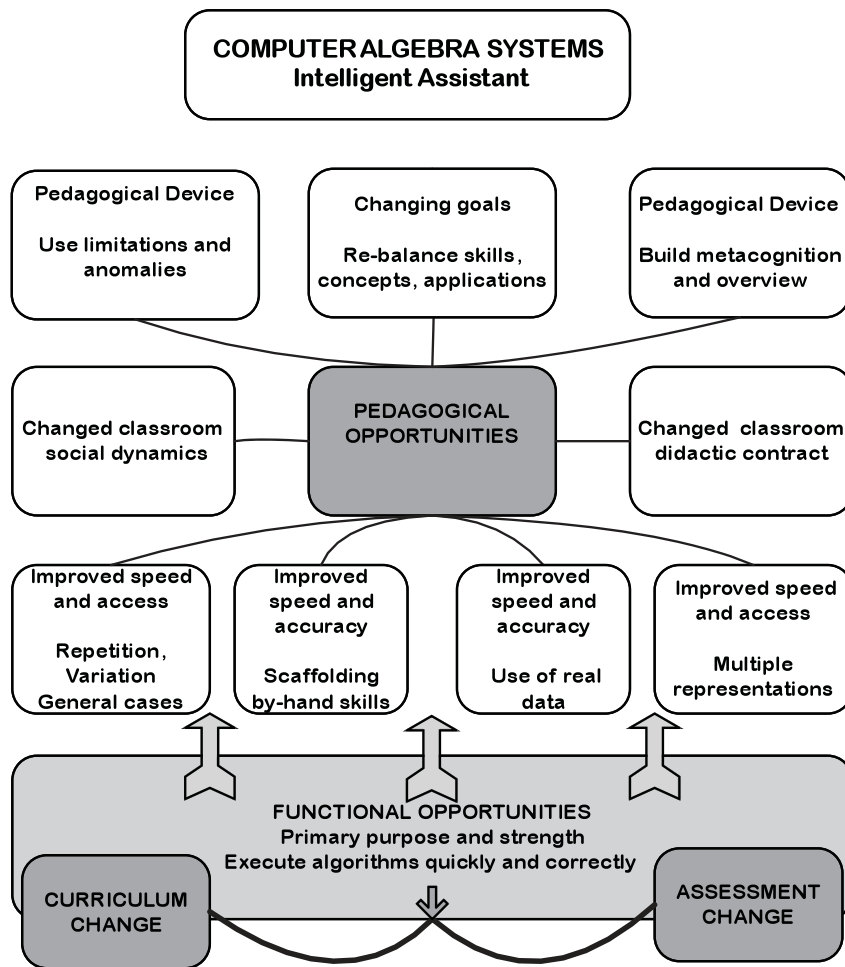 COMPUTER ALGEBRA SYSTEMS
Intelligent Assistant
Pedagogical Device
Use limitations and
anomalies
Changing goals
Re-balance skills,
concepts, applications
Pedagogical Device
Build metacognition
and overview
Changed classroom
social dynamics
PEDAGOGICAL
OPPORTUNITIES
Changed classroom
didactic contract
Improved speed
and access
Repetition,
Variation
General cases
Improved
speed and
accuracy
Scaffolding
by-hand skills
Improved
speed and
accuracy
Use of real
data
Improved speed
and access
Multiple
representations
FUNCTIONAL OPPORTUNITIES
Primary purpose and strength
Execute algorithms quickly and correctly
CURRICULUM
CHANGE
ASSESSMENT
CHANGE